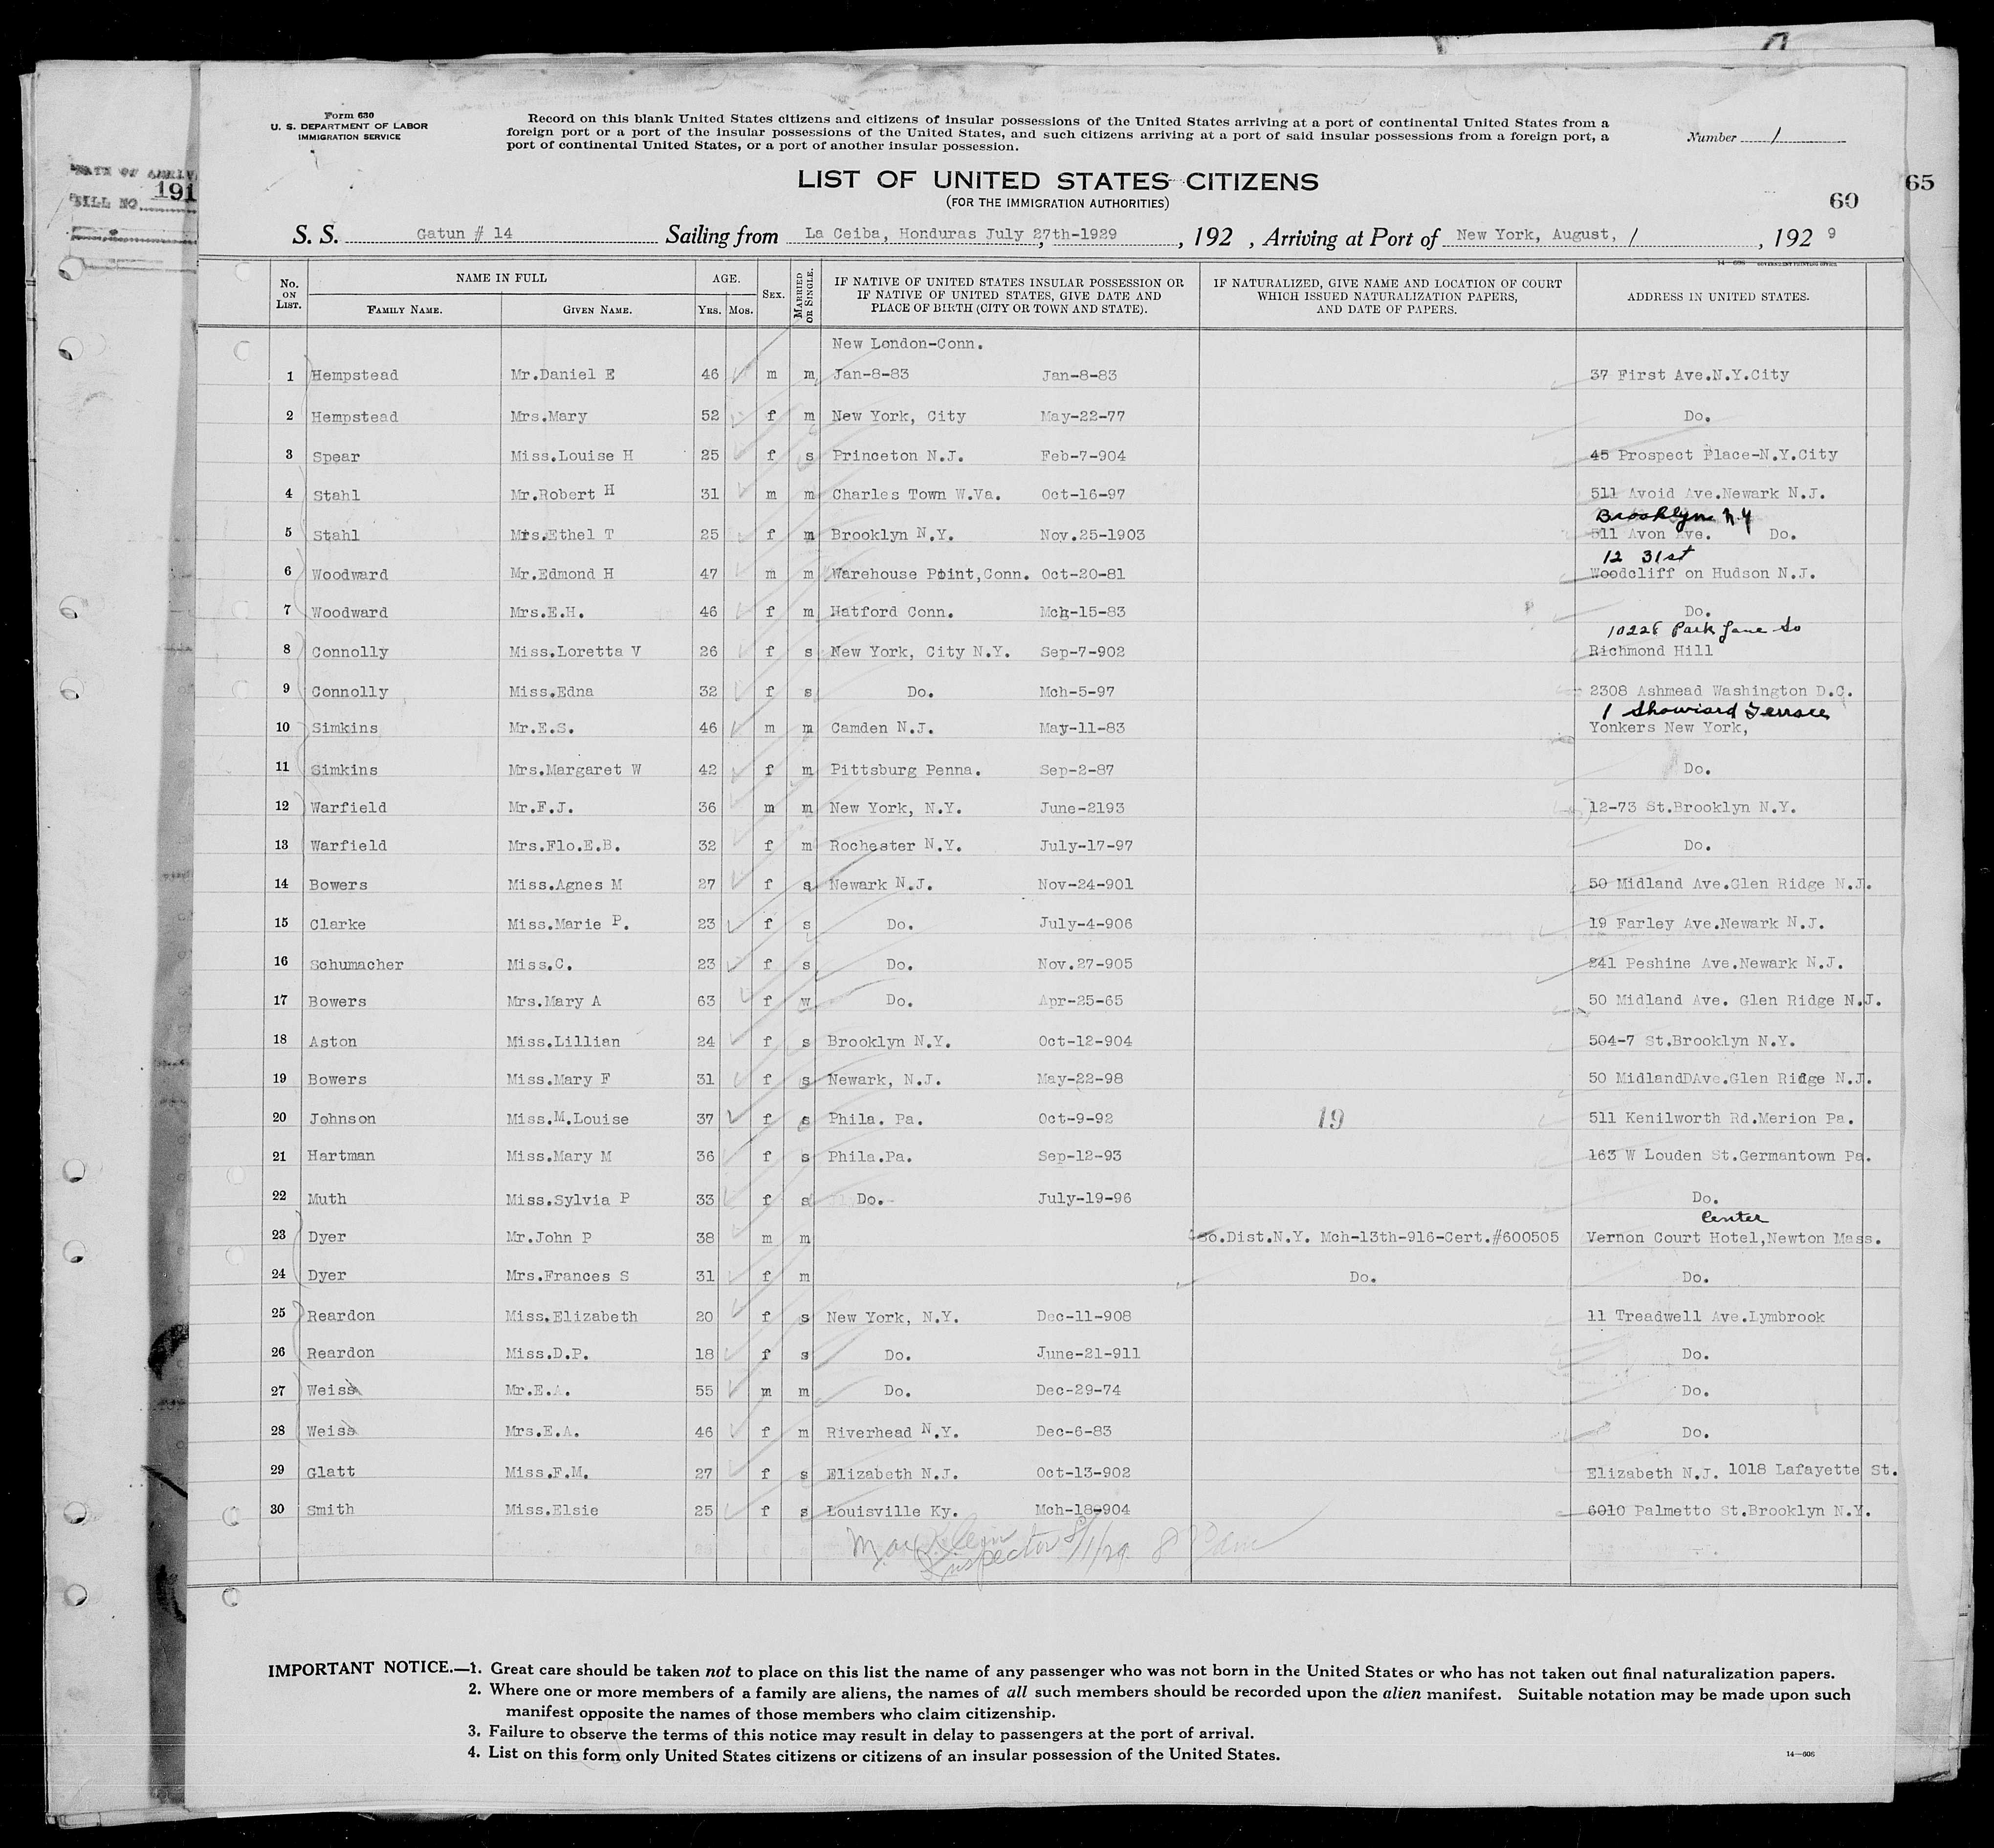 Form 630
U. S. DEPARTMENT OF LABOR
IMMIGRATION SERVICE
Record on this blank United States citizens and citizens of insular possessions of the United States arriving at a port of continental United States from a
foreign port or a port of the insular possessions of the United States, and such citizens arriving at a port of said insular possessions from a foreign port, a
port of continental United States, or a port of another insular possession.
Number 1
BILL NO. 191
LIST OF UNITED STATES CITIZENS
(FOR THE IMMIGRATION AUTHORITIES)
60
65
S. S. Gatun # 14 Sailing from La Ceiba, Honduras July 27th-1929, 192 , Arriving at Port of New York, August, 1, 1929
No. ON LIST. NAME IN FULL FAMILY NAME. GIVEN NAME. AGE. YRS. MOS. SEX. MARRIED OR SINGLE. IF NATIVE OF UNITED STATES INSULAR POSSESSION OR IF NATIVE OF UNITED STATES, GIVE DATE AND PLACE OF BIRTH (CITY OR TOWN AND STATE). IF NATURALIZED, GIVE NAME AND LOCATION OF COURT WHICH ISSUED NATURALIZATION PAPERS, AND DATE OF PAPERS. ADDRESS IN UNITED STATES.
New London-Conn.
1 Hempstead Mr.Daniel E 46 m m Jan-8-83 Jan-8-83 37 First Ave.N.Y.City
2 Hempstead Mrs.Mary 52 f m New York, City May-22-77 Do.
3 Spear Miss.Louise H 25 f s Princeton N.J. Feb-7-904 45 Prospect Place-N.Y.City
4 Stahl Mr.Robert H 31 m m Charles Town W.Va. Oct-16-97 511 Avoid Ave.Newark N.J.
Brooklyn N.Y
5 Stahl Mrs.Ethel T 25 f m Brooklyn N.Y. Nov.25-1903 511 Avon Ave. Do.
12 31st
6 Woodward Mr.Edmond H 47 m m Warehouse Point,Conn. Oct-20-81 Woodcliff on Hudson N.J.
7 Woodward Mrs.E.H. 46 f m Hatford Conn. Mch-15-83 Do.
Park Lane So
8 Connolly Miss.Loretta V 26 f s New York, City N.Y. Sep-7-902 Richmond Hill
9 Connolly Miss.Edna 32 f s Do. Mch-5-97 2308 Ashmead Washington D.C.
1 Terrace
10 Simkins Mr.E.S. 46 m m Camden N.J. May-11-83 Yonkers New York,
11 Simkins Mrs.Margaret W 42 f m Pittsburg Penna. Sep-2-87 Do.
12 Warfield Mr.F.J. 36 m m New York, N.Y. June-2193 12-73 St.Brooklyn N.Y.
13 Warfield Mrs.Flo.E.B. 32 f m Rochester N.Y. July-17-97 Do.
14 Bowers Miss.Agnes M 27 f s Newark N.J. Nov-24-901 50 Midland Ave.Glen Ridge N.J.
15 Clarke Miss.Marie P. 23 f s Do. July-4-906 19 Farley Ave.Newark N.J.
16 Schumacher Miss.C. 23 f s Do. Nov.27-905 241 Peshine Ave.Newark N.J.
17 Bowers Mrs.Mary A 63 f w Do. Apr-25-65 50 Midland Ave. Glen Ridge N.J.
18 Aston Miss.Lillian 24 f s Brooklyn N.Y. Oct-12-904 504-7 St.Brooklyn N.Y.
19 Bowers Miss.Mary F 31 f s Newark, N.J. May-22-98 50 MidlandDAve.Glen Ridge N.J.
20 Johnson Miss.M.Louise 37 f s Phila. Pa. Oct-9-92 19 511 Kenilworth Rd.Merion Pa.
21 Hartman Miss.Mary M 36 f s Phila.Pa. Sep-12-93 163 W Louden St.Germantown Pa.
22 Muth Miss.Sylvia P 33 f s Do. July-19-96 Do.
Center
23 Dyer Mr.John P 38 m m So.Dist.N.Y. Mch-13th-916-Cert.#600505 Vernon Court Hotel,Newton Mass.
24 Dyer Mrs.Frances S 31 f m Do. Do.
25 Reardon Miss.Elizabeth 20 f s New York, N.Y. Dec-11-908 11 Treadwell Ave.Lymbrook
26 Reardon Miss.D.P. 18 f s Do. June-21-911 Do.
27 Weiss Mr.E.A. 55 m m Do. Dec-29-74 Do.
28 Weiss Mrs.E.A. 46 f m Riverhead N.Y. Dec-6-83 Do.
29 Glatt Miss.F.M. 27 f s Elizabeth N.J. Oct-13-902 Elizabeth N.J. 1018 Lafayette St.
30 Smith Miss.Elsie 25 f s Louisville Ky. Mch-18-904 6010 Palmetto St.Brooklyn N.Y.
Klein
Inspector 8/1/29
IMPORTANT NOTICE.—1. Great care should be taken not to place on this list the name of any passenger who was not born in the United States or who has not taken out final naturalization papers.
2. Where one or more members of a family are aliens, the names of all such members should be recorded upon the alien manifest. Suitable notation may be made upon such
manifest opposite the names of those members who claim citizenship.
3. Failure to observe the terms of this notice may result in delay to passengers at the port of arrival.
4. List on this form only United States citizens or citizens of an insular possession of the United States.
14—606